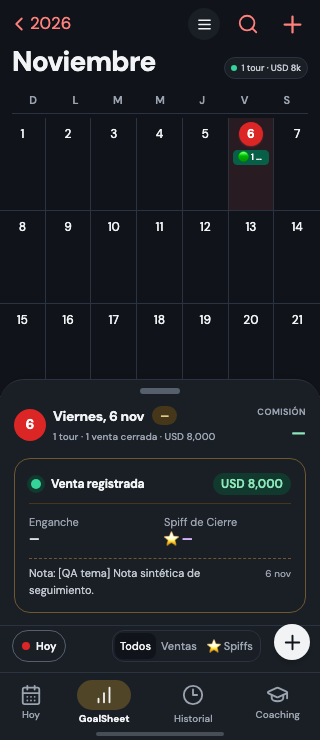 2026
Noviembre
1 tour · USD 8k
D L M M J V S
1 2 3 4 5 6 7
1 –
8 9 10 11 12 13 14
15 16 17 18 19 20 21
6
Viernes, 6 nov –
COMISIÓN
1 tour · 1 venta cerrada · USD 8,000
–
Venta registrada USD 8,000
Enganche Spiff de Cierre
– ⭐ –
Nota: [QA tema] Nota sintética de 6 nov
seguimiento.
Hoy Todos Ventas ⭐ Spiffs
Hoy GoalSheet Historial Coaching